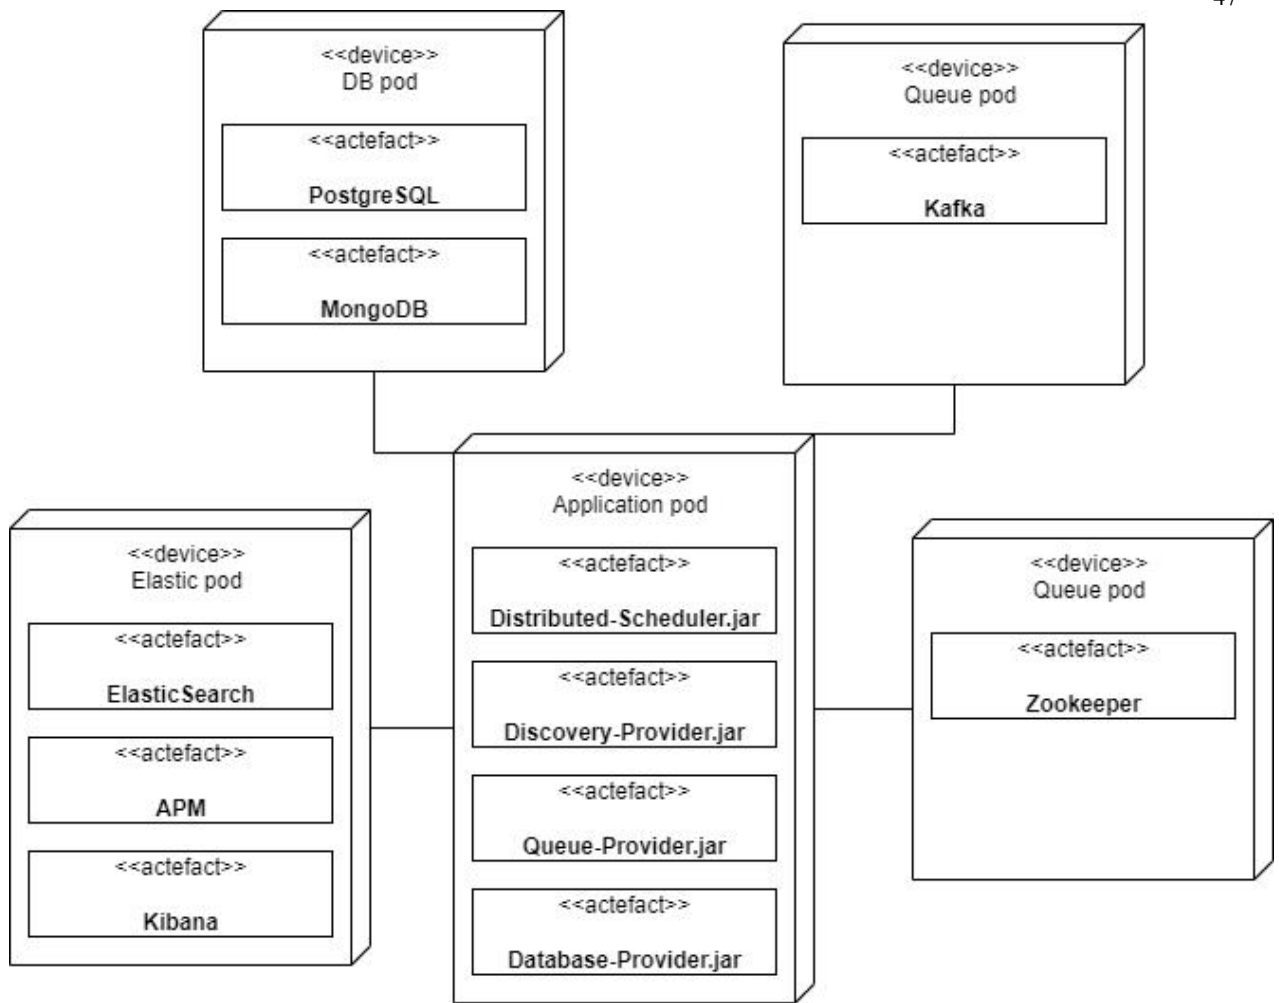 <<device>>
DB pod
<<actefact>>
PostgreSQL
<<actefact>>
MongoDB
<<device>>
Queue pod
<<actefact>>
Kafka
<<device>>
Elastic pod
<<actefact>>
ElasticSearch
<<actefact>>
APM
<<actefact>>
Kibana
<<device>>
Application pod
<<actefact>>
Distributed-Scheduler.jar
<<actefact>>
Discovery-Provider.jar
<<actefact>>
Queue-Provider.jar
<<actefact>>
Database-Provider.jar
<<device>>
Queue pod
<<actefact>>
Zookeeper